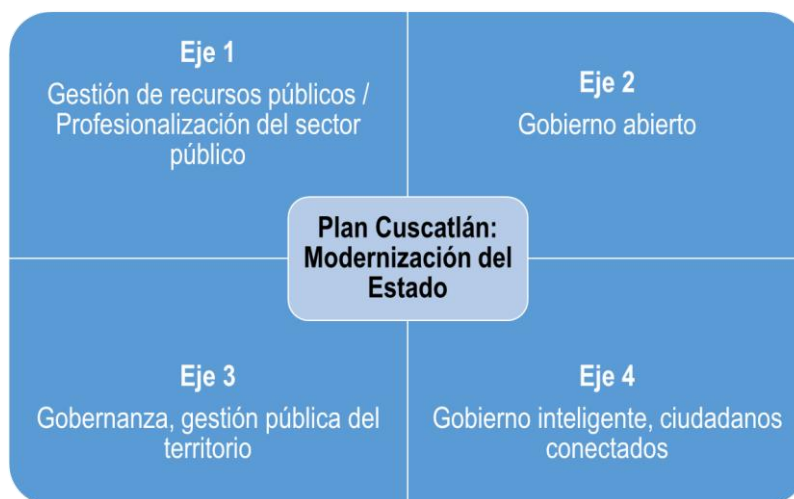 Eje 1
Gestión de recursos públicos /
Profesionalización del sector
público
Eje 2
Gobierno abierto
Plan Cuscatlán:
Modernización del
Estado
Eje 3
Gobernanza, gestión pública del
territorio
Eje 4
Gobierno inteligente, ciudadanos
conectados